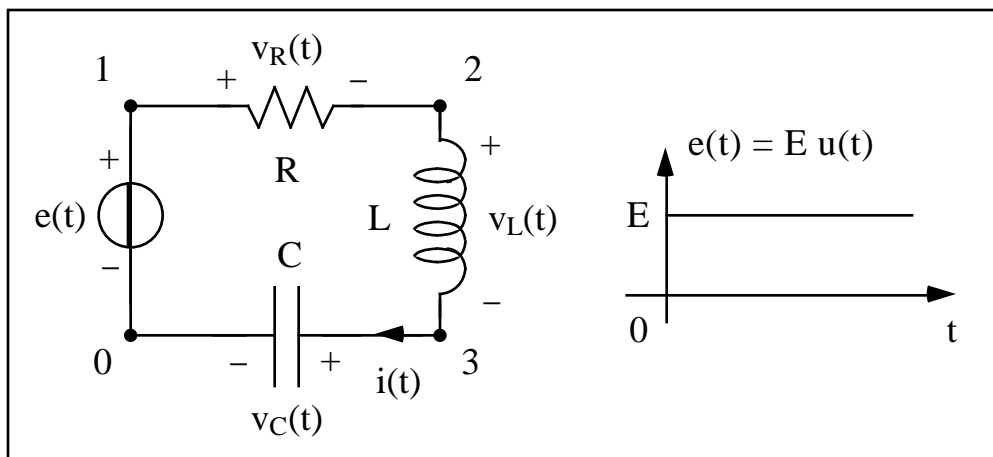 v_R(t)
1 + − 2
R
+
e(t)
−
L
+
v_L(t)
−
C
0 − + 3
i(t)
v_C(t)
e(t) = E u(t)
E
0 t